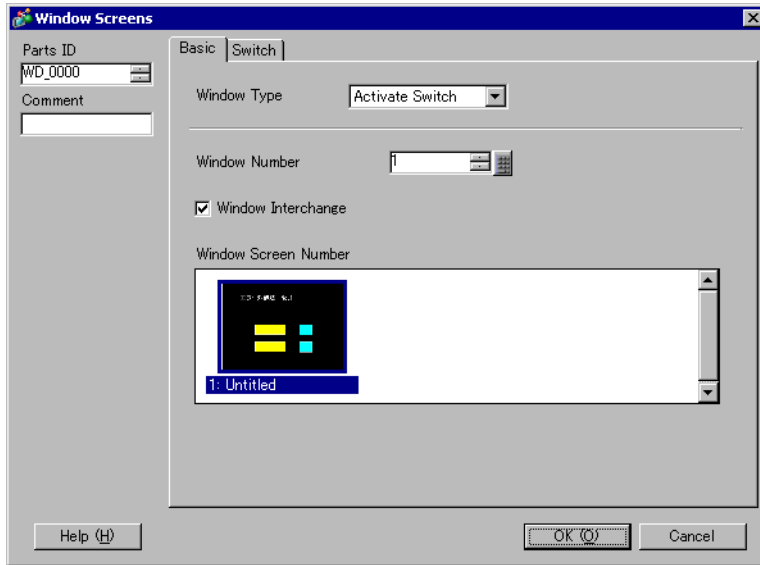 Window Screens
Parts ID
WD_0000
Comment
Basic
Switch
Window Type
Activate Switch
Window Number
1
Window Interchange
Window Screen Number
1: Untitled
Help (H)
OK (O)
Cancel